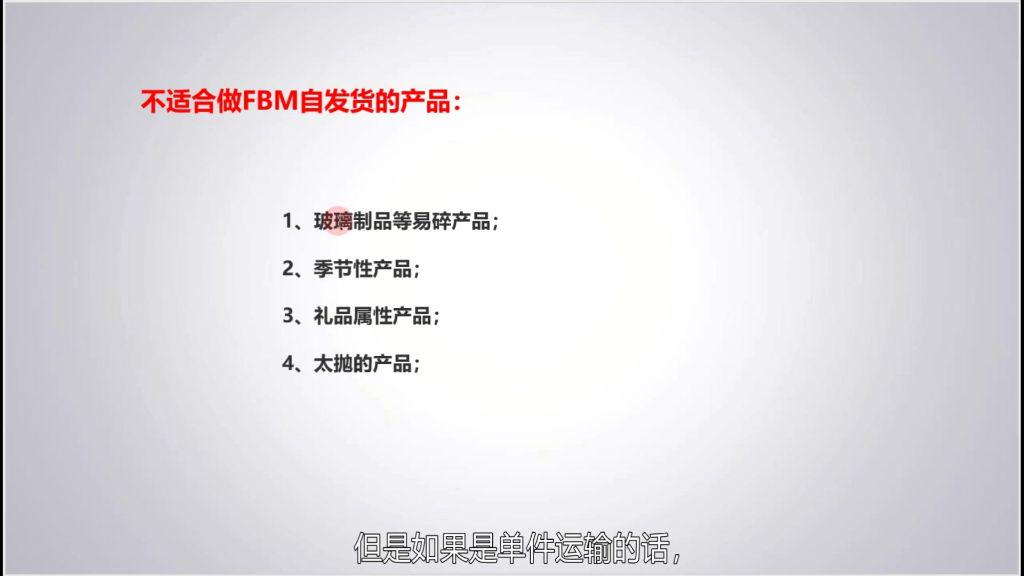 不适合做FBM自发货的产品：
1、玻璃制品等易碎产品；
2、季节性产品；
3、礼品属性产品；
4、太抛的产品；
但是如果是单件运输的话，